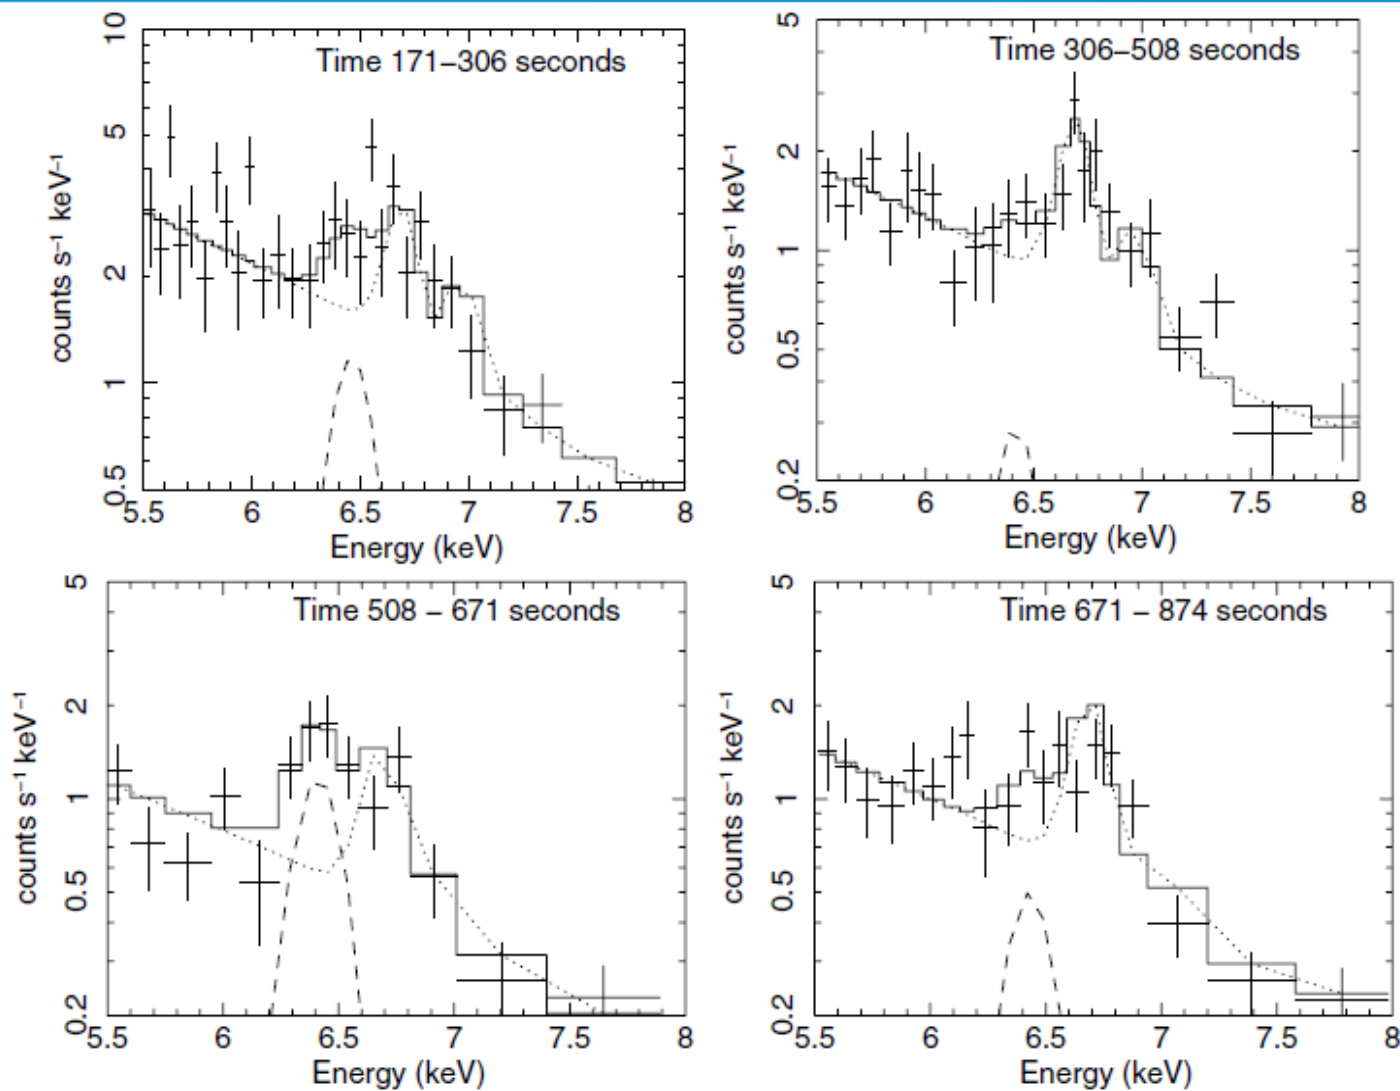 Time 171–306 seconds
counts s⁻¹ keV⁻¹
10
5
2
1
0.5
5.5 6 6.5 7 7.5 8
Energy (keV)
Time 306–508 seconds
counts s⁻¹ keV⁻¹
5
2
1
0.5
0.2
5.5 6 6.5 7 7.5 8
Energy (keV)
Time 508 – 671 seconds
counts s⁻¹ keV⁻¹
5
2
1
0.5
0.2
5.5 6 6.5 7 7.5 8
Energy (keV)
Time 671 – 874 seconds
counts s⁻¹ keV⁻¹
5
2
1
0.5
0.2
5.5 6 6.5 7 7.5 8
Energy (keV)